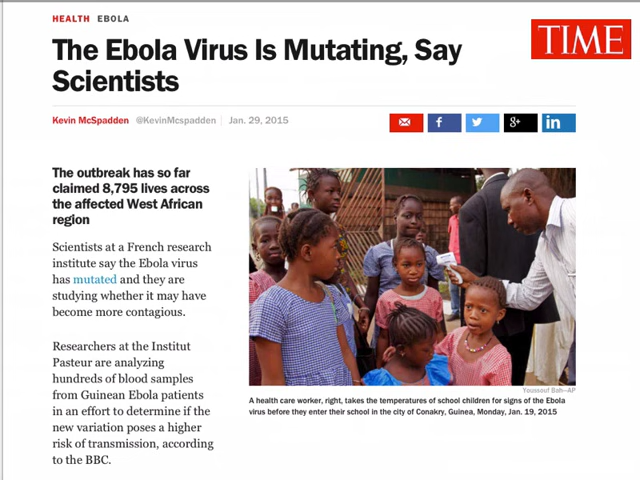 HEALTH EBOLA
The Ebola Virus Is Mutating, Say
Scientists
TIME
Kevin McSpadden @KevinMcspadden Jan. 29, 2015
f
g+
in
The outbreak has so far
claimed 8,795 lives across
the affected West African
region
Scientists at a French research
institute say the Ebola virus
has mutated and they are
studying whether it may have
become more contagious.
Researchers at the Institut
Pasteur are analyzing
hundreds of blood samples
from Guinean Ebola patients
in an effort to determine if the
new variation poses a higher
risk of transmission, according
to the BBC.
Youssouf Bah—AP
A health care worker, right, takes the temperatures of school children for signs of the Ebola
virus before they enter their school in the city of Conakry, Guinea, Monday, Jan. 19, 2015